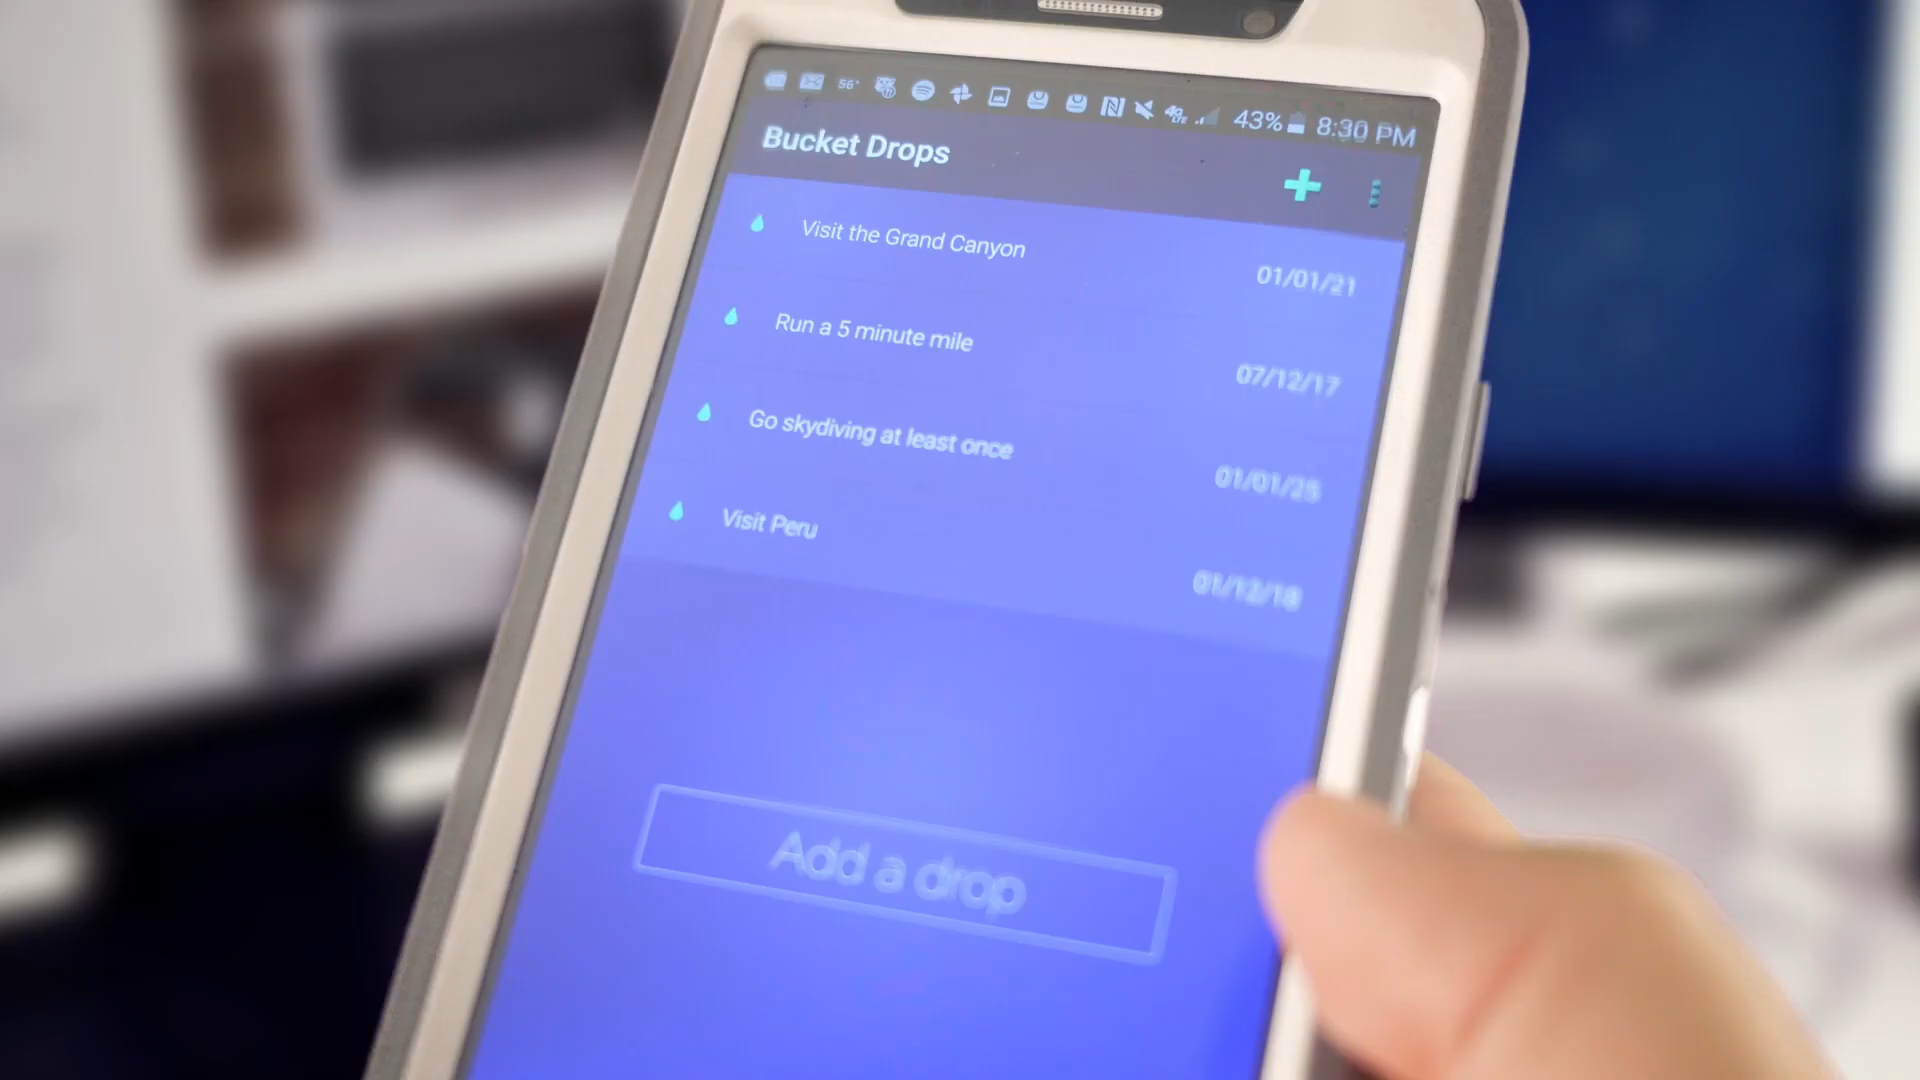 56° 43% 8:30 PM
Bucket Drops
Visit the Grand Canyon
01/01/21
Run a 5 minute mile
07/12/17
Go skydiving at least once
01/01/25
Visit Peru
01/12/18
Add a drop